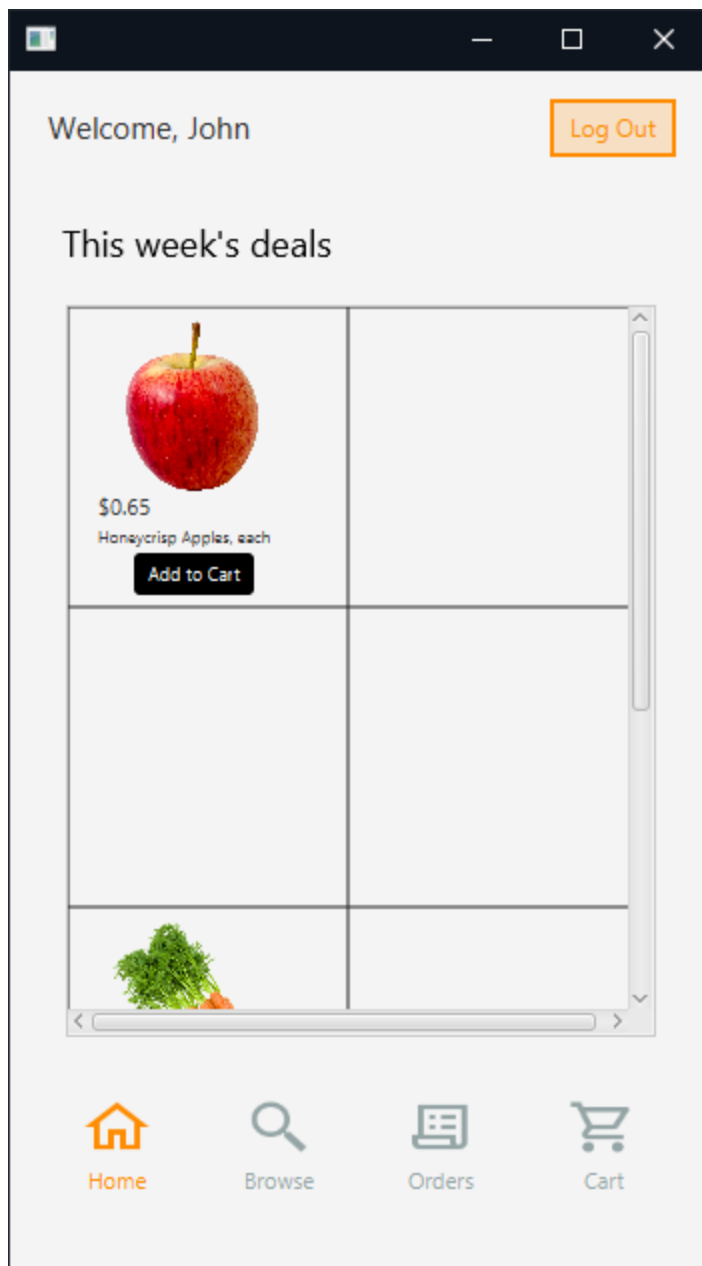 Welcome, John
Log Out
This week's deals
$0.65
Honeycrisp Apples, each
Add to Cart
Home
Browse
Orders
Cart